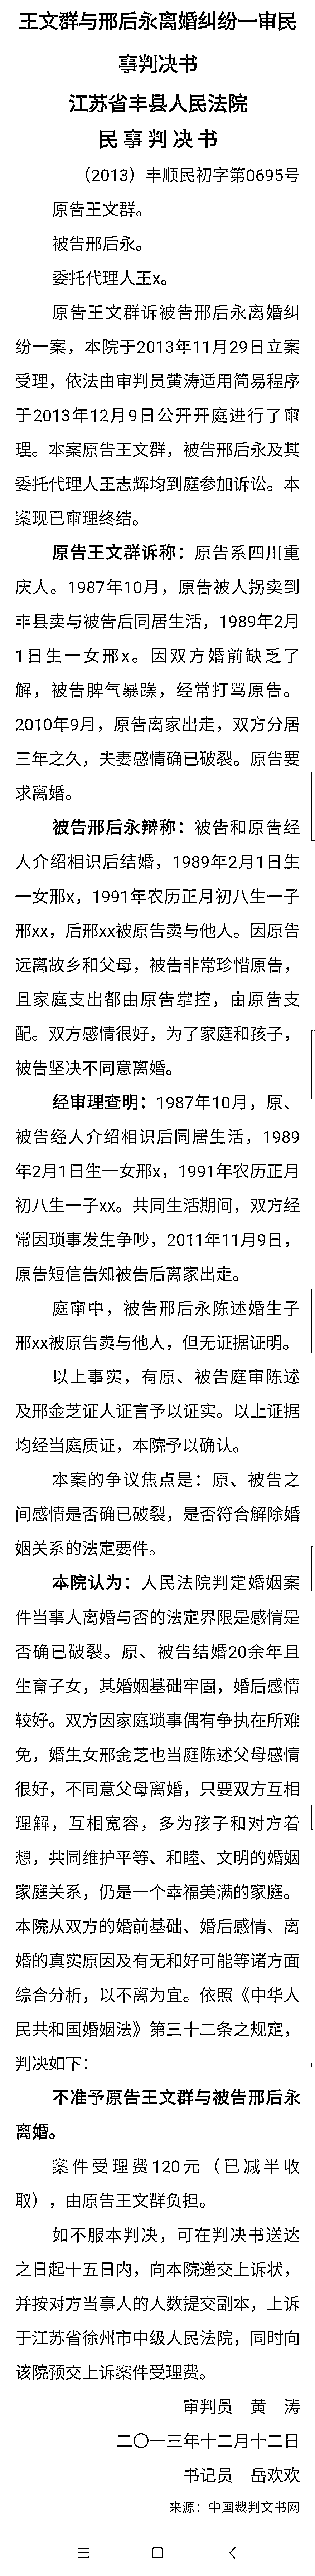 王文群与邢后永离婚纠纷一审民
事判决书
江苏省丰县人民法院
民事判决书
（2013）丰顺民初字第0695号
原告王文群。
被告邢后永。
委托代理人王x。
原告王文群诉被告邢后永离婚纠
纷一案，本院于2013年11月29日立案
受理，依法由审判员黄涛适用简易程序
于2013年12月9日公开开庭进行了审
理。本案原告王文群，被告邢后永及其
委托代理人王志辉均到庭参加诉讼。本
案现已审理终结。
原告王文群诉称：原告系四川重
庆人。1987年10月，原告被人拐卖到
丰县卖与被告后同居生活，1989年2月
1日生一女邢x。因双方婚前缺乏了
解，被告脾气暴躁，经常打骂原告。
2010年9月，原告离家出走，双方分居
三年之久，夫妻感情确已破裂。原告要
求离婚。
被告邢后永辩称：被告和原告经
人介绍相识后结婚，1989年2月1日生
一女邢x，1991年农历正月初八生一子
邢xx，后邢xx被原告卖与他人。因原告
远离故乡和父母，被告非常珍惜原告，
且家庭支出都由原告掌控，由原告支
配。双方感情很好，为了家庭和孩子，
被告坚决不同意离婚。
经审理查明：1987年10月，原、
被告经人介绍相识后同居生活，1989
年2月1日生一女邢x，1991年农历正月
初八生一子xx。共同生活期间，双方经
常因琐事发生争吵，2011年11月9日，
原告短信告知被告后离家出走。
庭审中，被告邢后永陈述婚生子
邢xx被原告卖与他人，但无证据证明。
以上事实，有原、被告庭审陈述
及邢金芝证人证言予以证实。以上证据
均经当庭质证，本院予以确认。
本案的争议焦点是：原、被告之
间感情是否确已破裂，是否符合解除婚
姻关系的法定要件。
本院认为：人民法院判定婚姻案
件当事人离婚与否的法定界限是感情是
否确已破裂。原、被告结婚20余年且
生育子女，其婚姻基础牢固，婚后感情
较好。双方因家庭琐事偶有争执在所难
免，婚生女邢金芝也当庭陈述父母感情
很好，不同意父母离婚，只要双方互相
理解，互相宽容，多为孩子和对方着
想，共同维护平等、和睦、文明的婚姻
家庭关系，仍是一个幸福美满的家庭。
本院从双方的婚前基础、婚后感情、离
婚的真实原因及有无和好可能等诸方面
综合分析，以不离为宜。依照《中华人
民共和国婚姻法》第三十二条之规定，
判决如下：
不准予原告王文群与被告邢后永
离婚。
案件受理费120元（已减半收
取），由原告王文群负担。
如不服本判决，可在判决书送达
之日起十五日内，向本院递交上诉状，
并按对方当事人的人数提交副本，上诉
于江苏省徐州市中级人民法院，同时向
该院预交上诉案件受理费。
审判员 黄 涛
二〇一三年十二月十二日
书记员 岳欢欢
来源：中国裁判文书网